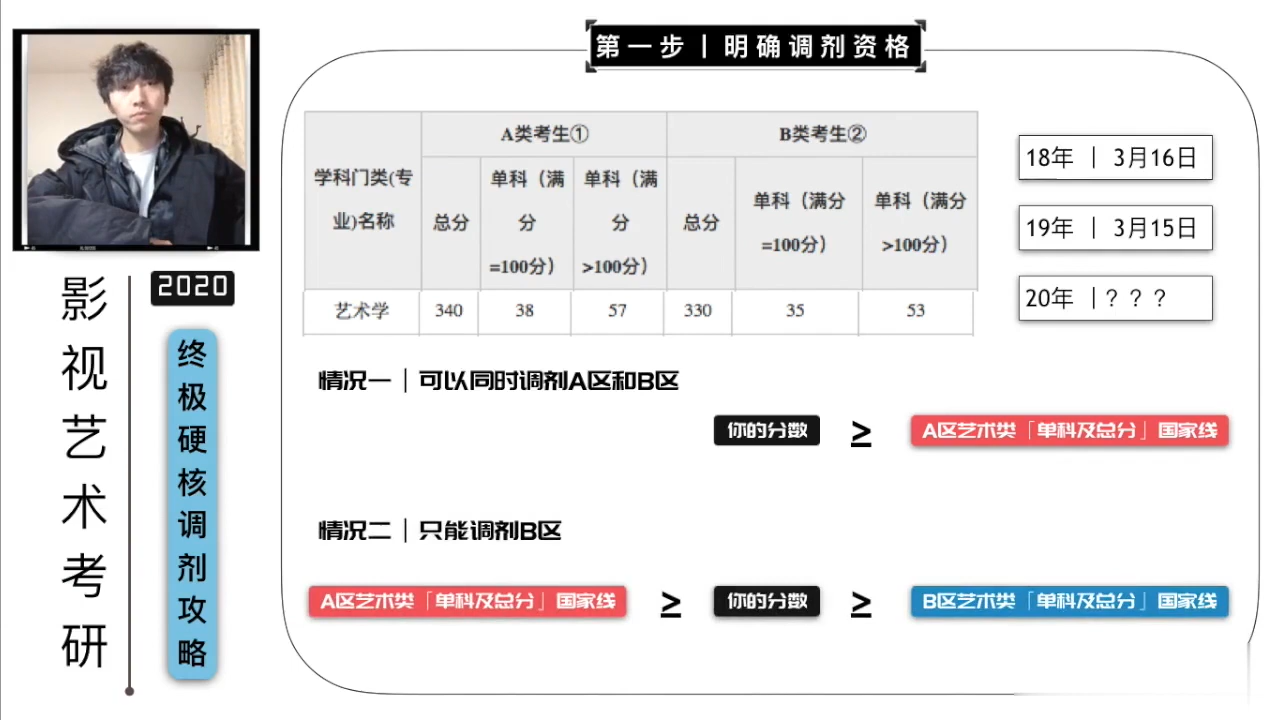 第一步丨明确调剂资格
学科门类(专
业)名称
A类考生①
B类考生②
总分
单科（满
分
=100分）
单科（满
分
>100分）
总分
单科（满分
=100分）
单科（满分
>100分）
艺术学 340 38 57 330 35 53
18年 丨 3月16日
19年 丨 3月15日
20年 丨？？？
影视艺术考研
2020
终极硬核调剂攻略
情况一｜可以同时调剂A区和B区
你的分数 ≥ A区艺术类「单科及总分」国家线
情况二｜只能调剂B区
A区艺术类「单科及总分」国家线 ≥ 你的分数 ≥ B区艺术类「单科及总分」国家线